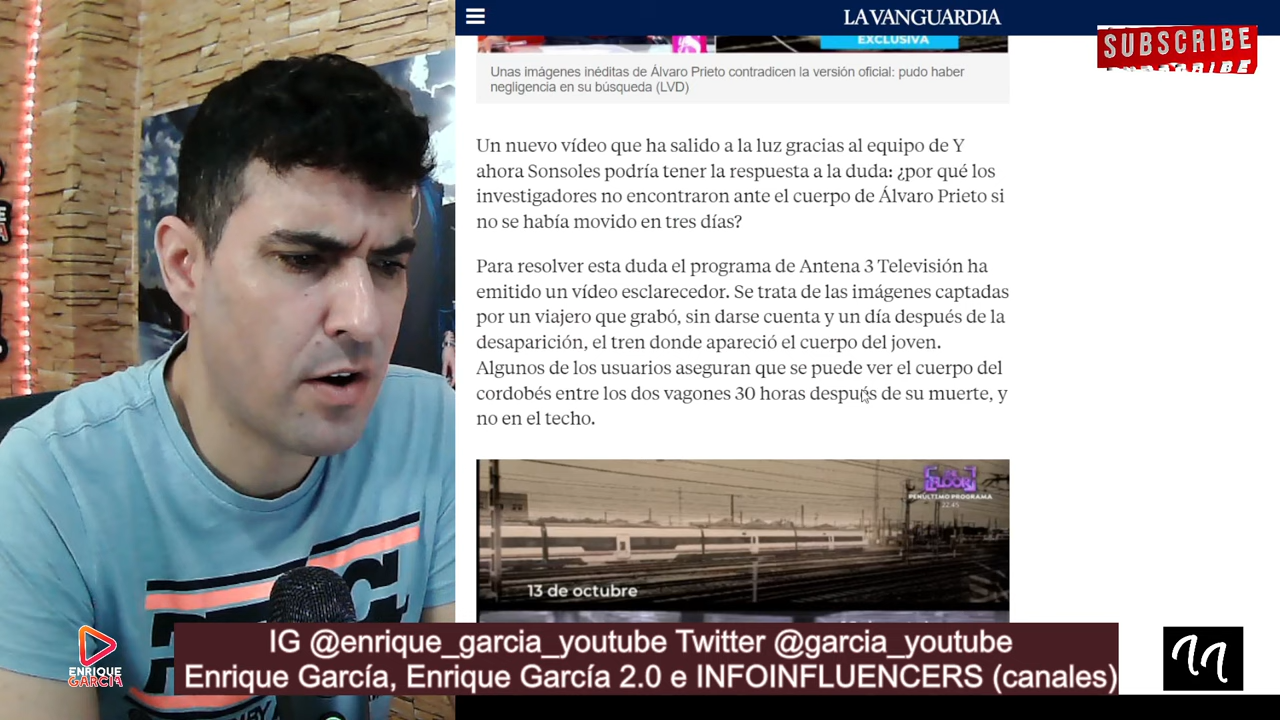 LA VANGUARDIA
SUBSCRIBE
SUBSCRIBE
EXCLUSIVA
Unas imágenes inéditas de Álvaro Prieto contradicen la versión oficial: pudo haber
negligencia en su búsqueda (LVD)
Un nuevo vídeo que ha salido a la luz gracias al equipo de Y
ahora Sonsoles podría tener la respuesta a la duda: ¿por qué los
investigadores no encontraron ante el cuerpo de Álvaro Prieto si
no se había movido en tres días?
Para resolver esta duda el programa de Antena 3 Televisión ha
emitido un vídeo esclarecedor. Se trata de las imágenes captadas
por un viajero que grabó, sin darse cuenta y un día después de la
desaparición, el tren donde apareció el cuerpo del joven.
Algunos de los usuarios aseguran que se puede ver el cuerpo del
cordobés entre los dos vagones 30 horas después de su muerte, y
no en el techo.
FLOOR
PENÚLTIMO PROGRAMA
22:45
13 de octubre
IG @enrique_garcia_youtube Twitter @garcia_youtube
Enrique García, Enrique García 2.0 e INFOINFLUENCERS (canales)
ENRIQUE
GARCÍA